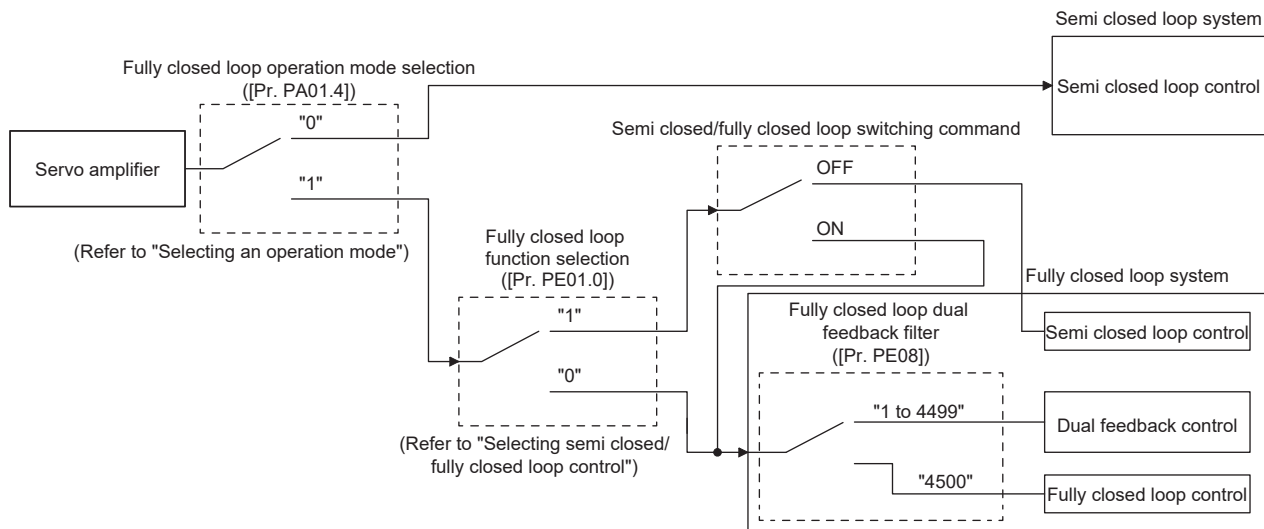 Semi closed loop system
Fully closed loop operation mode selection
([Pr. PA01.4])
Semi closed loop control
"0"
Semi closed/fully closed loop switching command
Servo amplifier
OFF
"1"
ON
(Refer to "Selecting an operation mode")
Fully closed loop
function selection
([Pr. PE01.0])
Fully closed loop system
Fully closed loop dual
feedback filter
([Pr. PE08])
"1"
Semi closed loop control
"0"
"1 to 4499"
Dual feedback control
(Refer to "Selecting semi closed/
fully closed loop control")
"4500"
Fully closed loop control